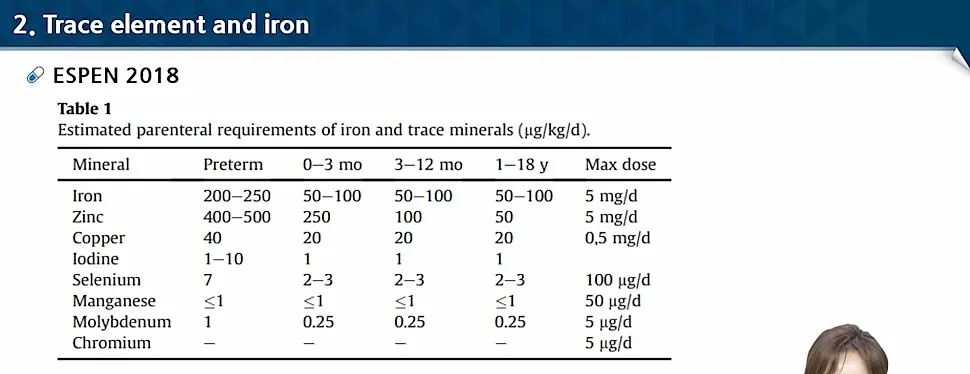 2. Trace element and iron
ESPEN 2018
Table 1
Estimated parenteral requirements of iron and trace minerals (μg/kg/d).
Mineral Preterm 0–3 mo 3–12 mo 1–18 y Max dose
Iron 200–250 50–100 50–100 50–100 5 mg/d
Zinc 400–500 250 100 50 5 mg/d
Copper 40 20 20 20 0,5 mg/d
Iodine 1–10 1 1 1
Selenium 7 2–3 2–3 2–3 100 μg/d
Manganese ≤1 ≤1 ≤1 ≤1 50 μg/d
Molybdenum 1 0.25 0.25 0.25 5 μg/d
Chromium – – – – 5 μg/d